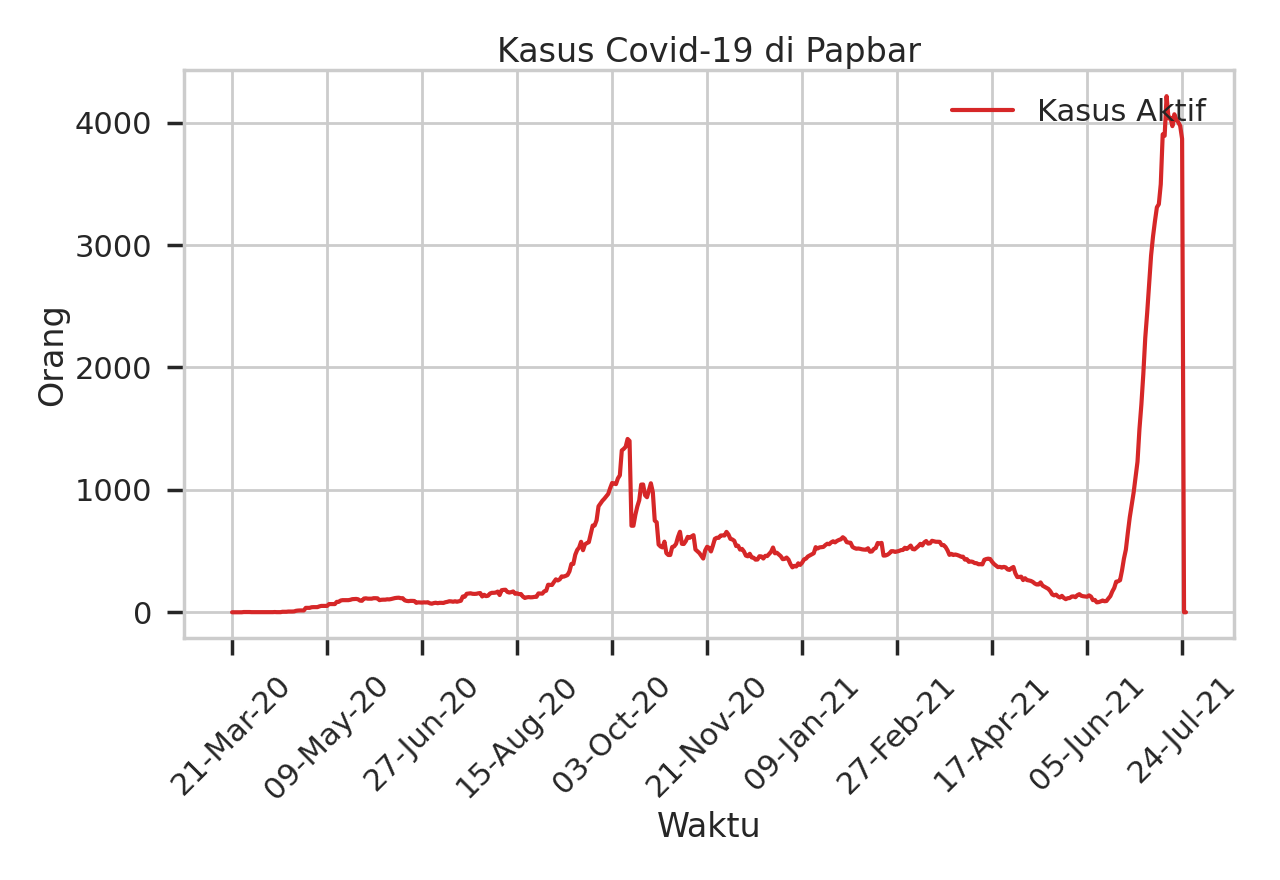 Kasus Covid-19 di Papbar
Kasus Aktif
4000
3000
2000
1000
0
Orang
21-Mar-20
09-May-20
27-Jun-20
15-Aug-20
03-Oct-20
21-Nov-20
09-Jan-21
27-Feb-21
17-Apr-21
05-Jun-21
24-Jul-21
Waktu